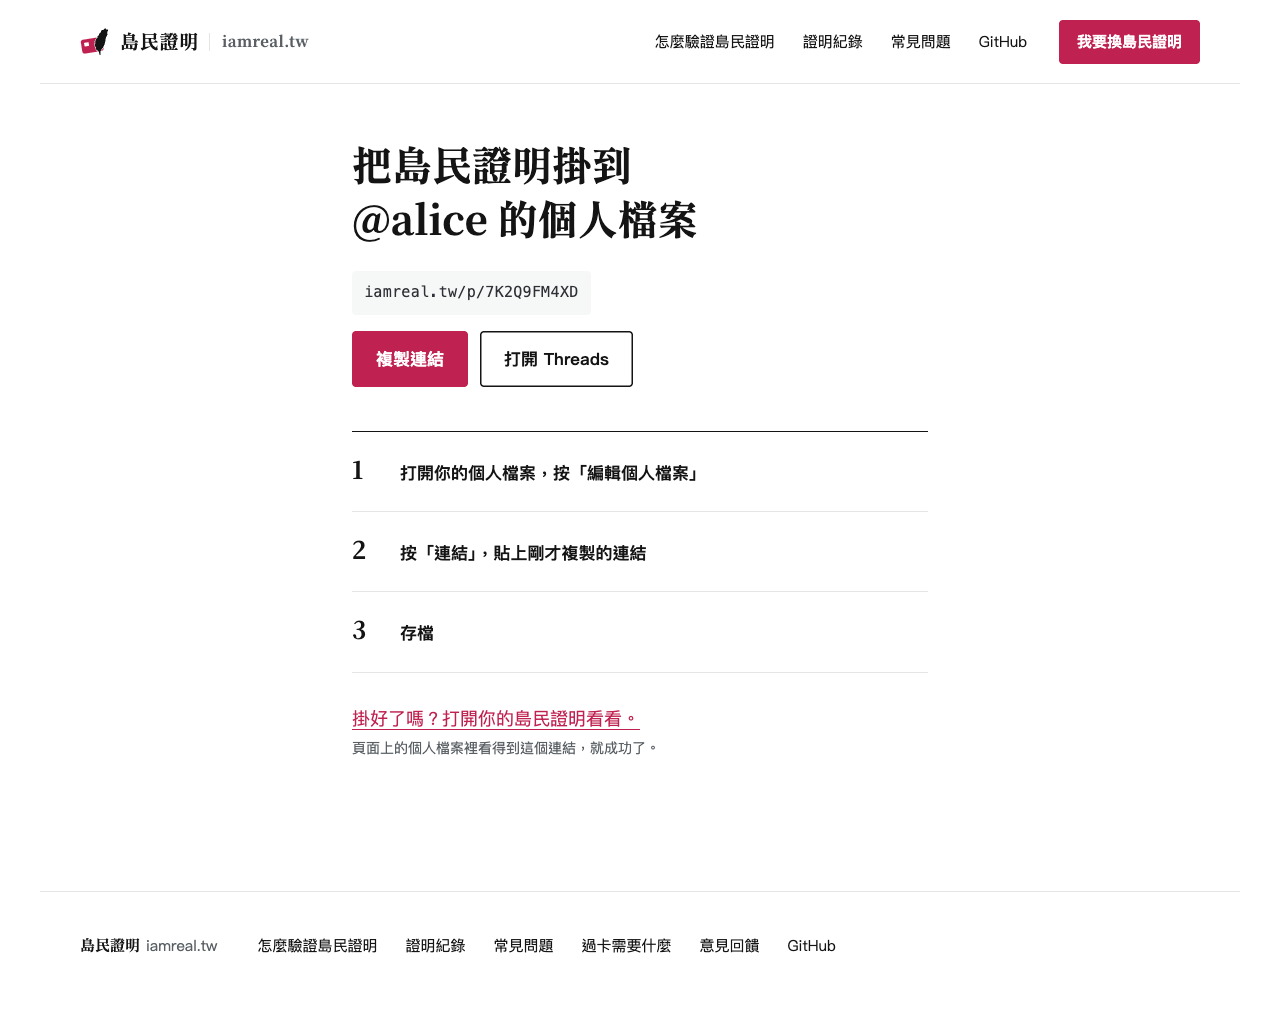 島民證明 iamreal.tw
怎麼驗證島民證明 證明紀錄 常見問題 GitHub 我要換島民證明
把島民證明掛到
@alice 的個人檔案
iamreal.tw/p/7K2Q9FM4XD
複製連結 打開 Threads
1 打開你的個人檔案，按「編輯個人檔案」
2 按「連結」，貼上剛才複製的連結
3 存檔
掛好了嗎？打開你的島民證明看看。
頁面上的個人檔案裡看得到這個連結，就成功了。
島民證明 iamreal.tw 怎麼驗證島民證明 證明紀錄 常見問題 過卡需要什麼 意見回饋 GitHub